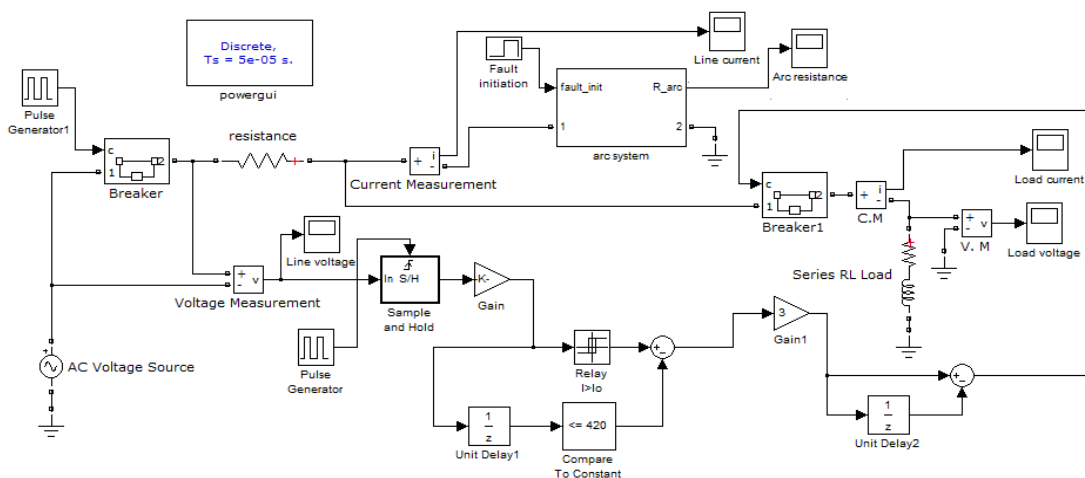 Discrete,
Ts = 5e-05 s.
powergui
Pulse
Generator1
c
1
2
Breaker
resistance
+
-
i
Current Measurement
Line current
Fault
initiation
fault_init
R_arc
1
2
arc system
Arc resistance
c
1
2
Breaker1
+
-
i
C.M
Load current
+
-
v
V. M
Load voltage
Series RL Load
Line voltage
+
-
v
Voltage Measurement
In
S/H
Sample
and Hold
K-
Gain
Pulse
Generator
+
AC Voltage Source
Relay
I>Io
+
-
3
Gain1
1
z
Unit Delay1
<= 420
Compare
To Constant
+
-
1
z
Unit Delay2